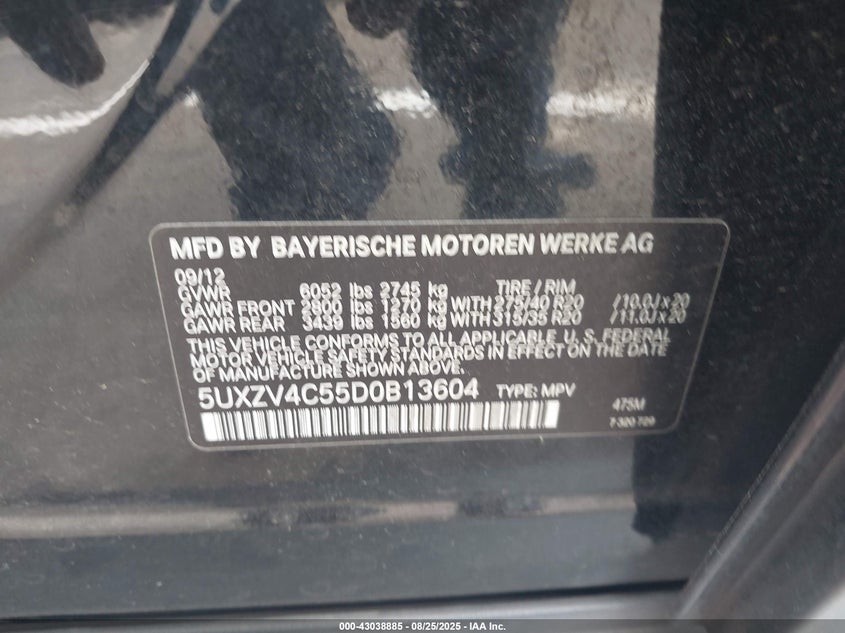 MFD BY BAYERISCHE MOTOREN WERKE AG
09/12
GVWR 6052 lbs 2745 kg TIRE / RIM
GAWR FRONT 2800 lbs 1270 kg WITH 275/40 R20 /10.0J x 20
GAWR REAR 3439 lbs 1560 kg WITH 315/35 R20 /11.0J x 20
THIS VEHICLE CONFORMS TO ALL APPLICABLE U. S. FEDERAL
MOTOR VEHICLE SAFETY STANDARDS IN EFFECT ON THE DATE
OF MANUFACTURE SHOWN ABOVE.
5UXZV4C55D0B13604 TYPE: MPV
475M
7 320 729
000-43038885 - 08/25/2025 - IAA Inc.